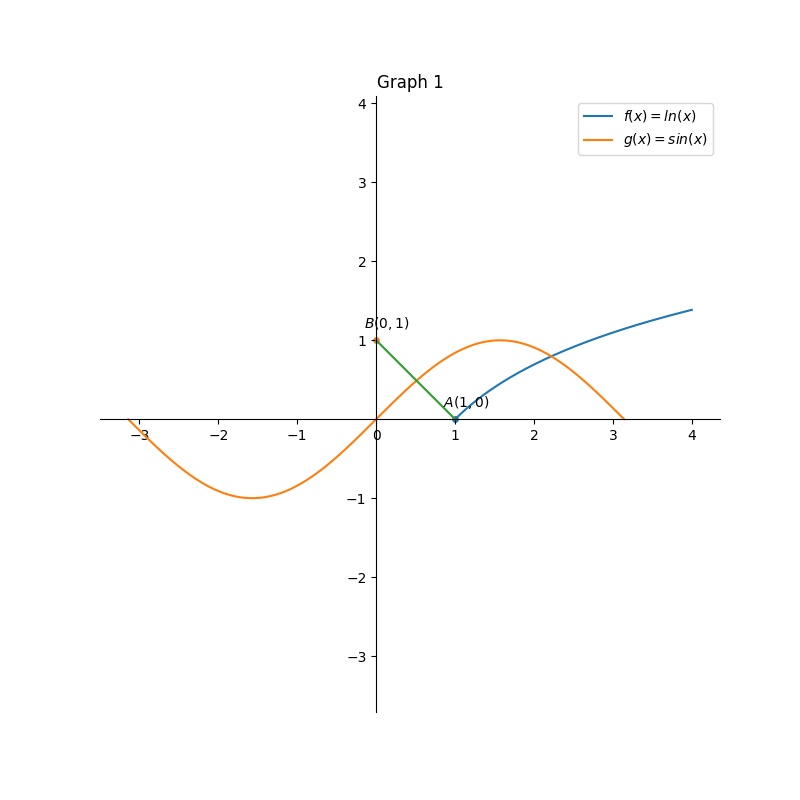 Graph 1
f(x) = ln(x)
g(x) = sin(x)
4
3
2
B(0, 1)
1
A(1, 0)
−3 −2 −1 0 1 2 3 4
−1
−2
−3